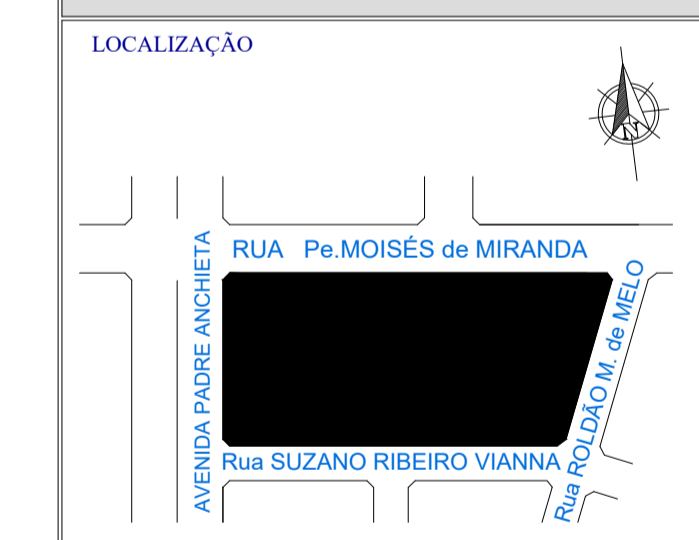 LOCALIZAÇÃO
N
RUA Pe.MOISÉS de MIRANDA
AVENIDA PADRE ANCHIETA
Rua ROLDÃO M. de MELO
Rua SUZANO RIBEIRO VIANNA